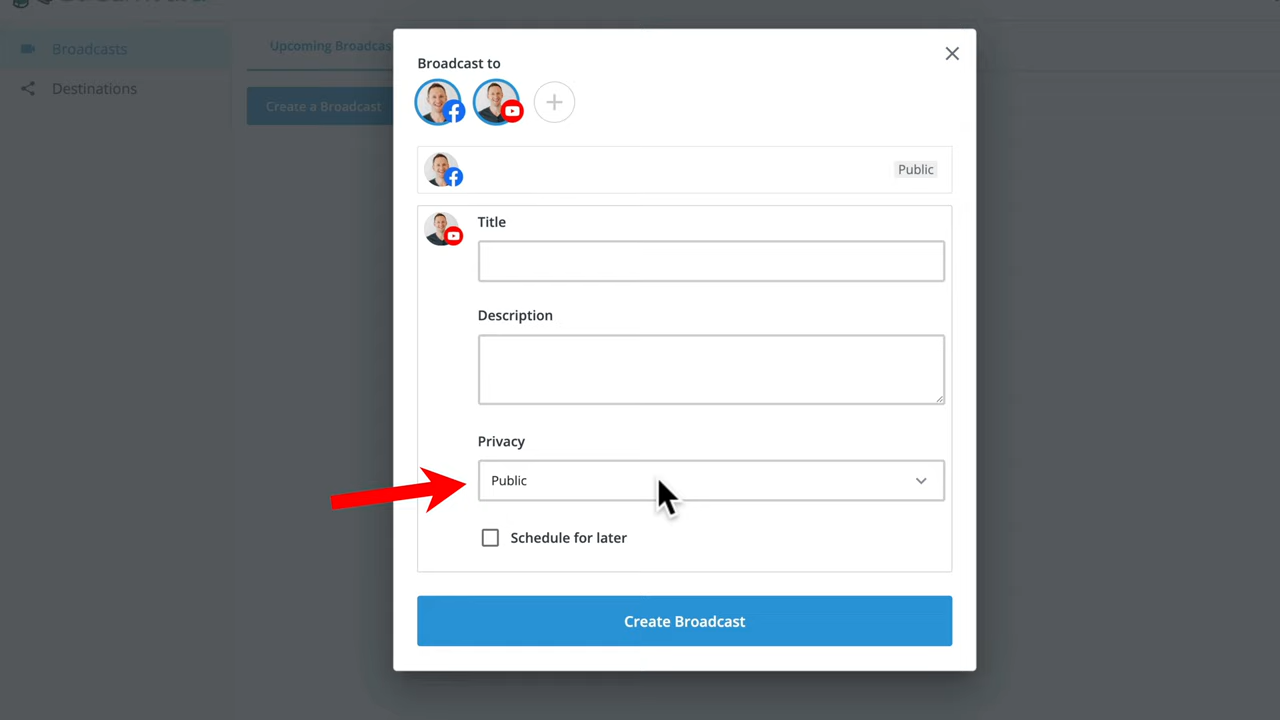 Broadcasts
Destinations
Upcoming Broadcas
Create a Broadcast
Broadcast to
Public
Title
Description
Privacy
Public
Schedule for later
Create Broadcast